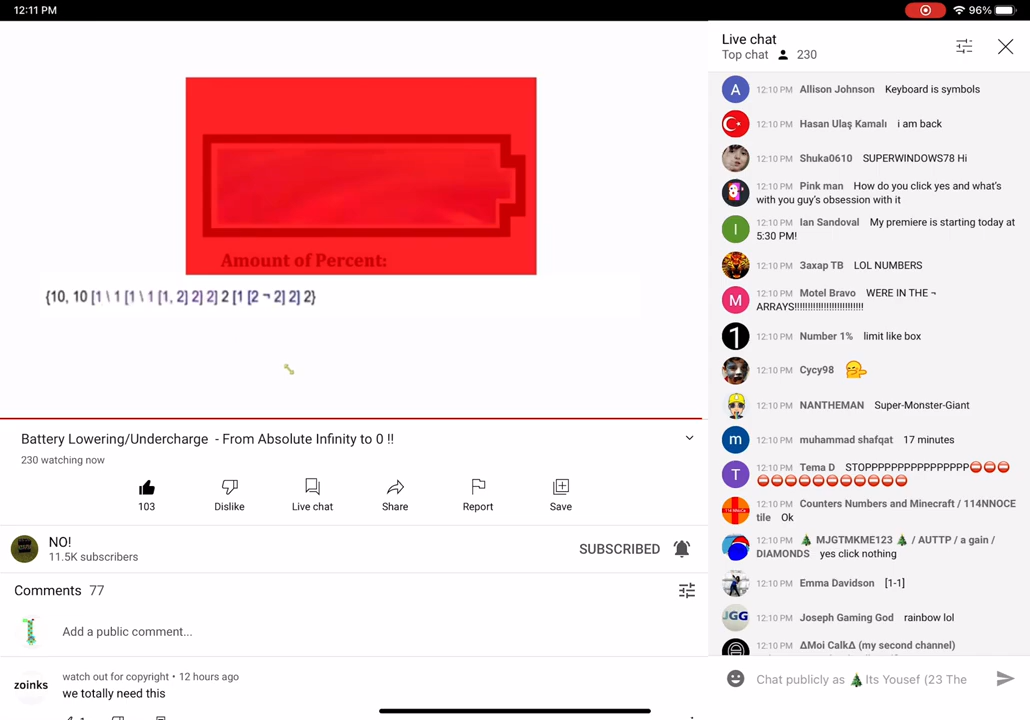 12:11 PM
96%
Amount of Percent:
{10, 10 [1 \ 1 [1 \ 1 [1, 2] 2] 2] 2 [1 [2 ¬ 2] 2] 2}
Battery Lowering/Undercharge - From Absolute Infinity to 0 !!
230 watching now
103
Dislike
Live chat
Share
Report
Save
NO!
11.5K subscribers
SUBSCRIBED
Comments 77
Add a public comment...
zoinks
watch out for copyright • 12 hours ago
we totally need this
1
Live chat
Top chat 230
A
12:10 PM Allison Johnson Keyboard is symbols
12:10 PM Hasan Ulaş Kamalı i am back
12:10 PM Shuka0610 SUPERWINDOWS78 Hi
12:10 PM Pink man How do you click yes and what's
with you guy's obsession with it
I
12:10 PM Ian Sandoval My premiere is starting today at
5:30 PM!
12:10 PM Захар ТВ LOL NUMBERS
M
12:10 PM Motel Bravo WERE IN THE ¬
ARRAYS!!!!!!!!!!!!!!!!!!!!!!!!!!
1
12:10 PM Number 1% limit like box
12:10 PM Cycy98
12:10 PM NANTHEMAN Super-Monster-Giant
m
12:10 PM muhammad shafqat 17 minutes
T
12:10 PM Tema D STOPPPPPPPPPPPPPPPPP⛔⛔⛔
⛔⛔⛔⛔⛔⛔⛔⛔⛔⛔⛔
12:10 PM Counters Numbers and Minecraft / 114NNOCE
tile Ok
12:10 PM 🎄 MJGTMKME123 🎄 / AUTTP / a gain /
DIAMONDS yes click nothing
12:10 PM Emma Davidson [1-1]
JGG
12:10 PM Joseph Gaming God rainbow lol
12:10 PM ΔMoi CalkΔ (my second channel)
Chat publicly as 🎄Its Yousef (23 The